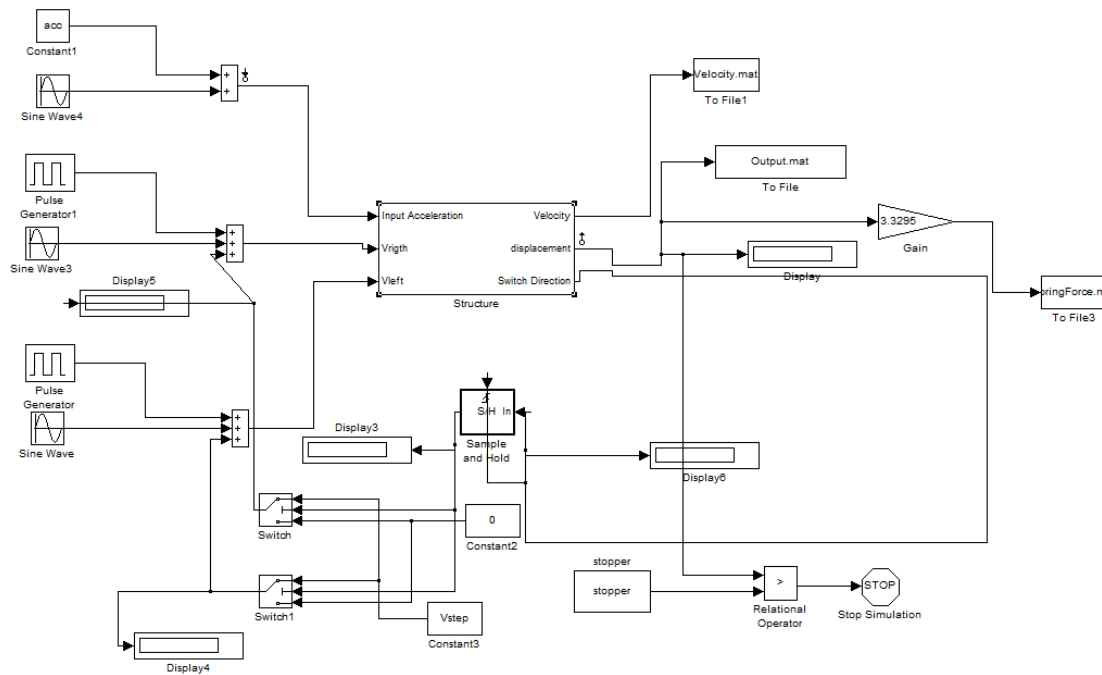 acc
Constant1
Sine Wave4
Pulse
Generator1
Sine Wave3
Display5
Pulse
Generator
Sine Wave
+
+
+
+
+
+
+
+
Input Acceleration
Velocity
Vrigth
displacement
Vleft
Switch Direction
Structure
Velocity.mat
To File1
Output.mat
To File
3.3295
Gain
Display
oringForce.m
To File3
S/H In
Sample
and Hold
Display3
Display6
Switch
0
Constant2
Switch1
Vstep
Constant3
Display4
stopper
stopper
>
Relational
Operator
STOP
Stop Simulation